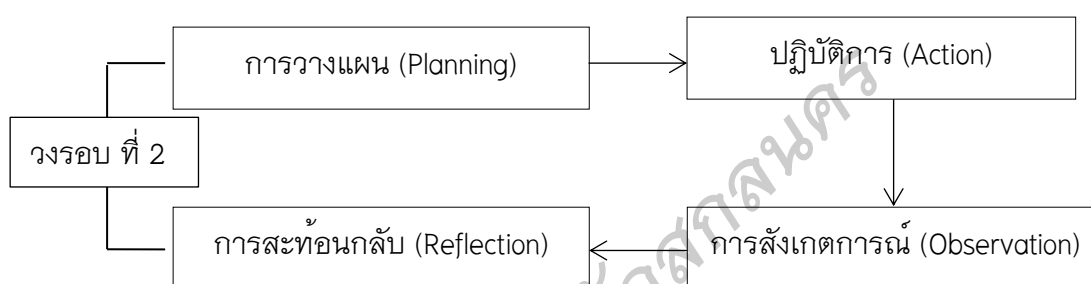 การวางแผน (Planning)
ปฏิบัติการ (Action)
วงรอบ ที่ 2
การสะท้อนกลับ (Reflection)
การสังเกตการณ์ (Observation)